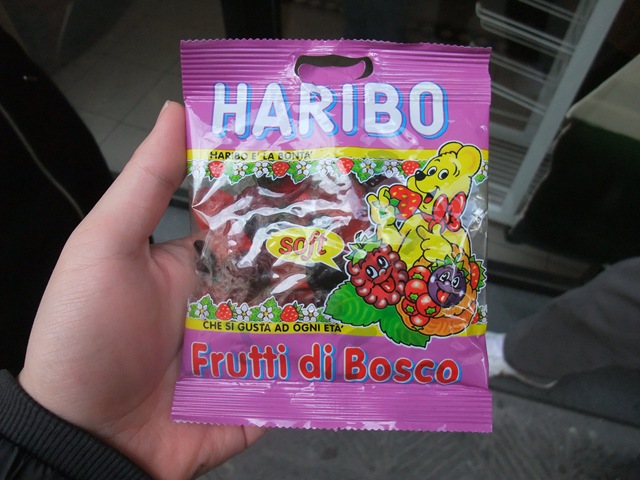 HARIBO
HARIBO E' LA BONTA'
soft
CHE SI GUSTA AD OGNI ETA'
Frutti di Bosco